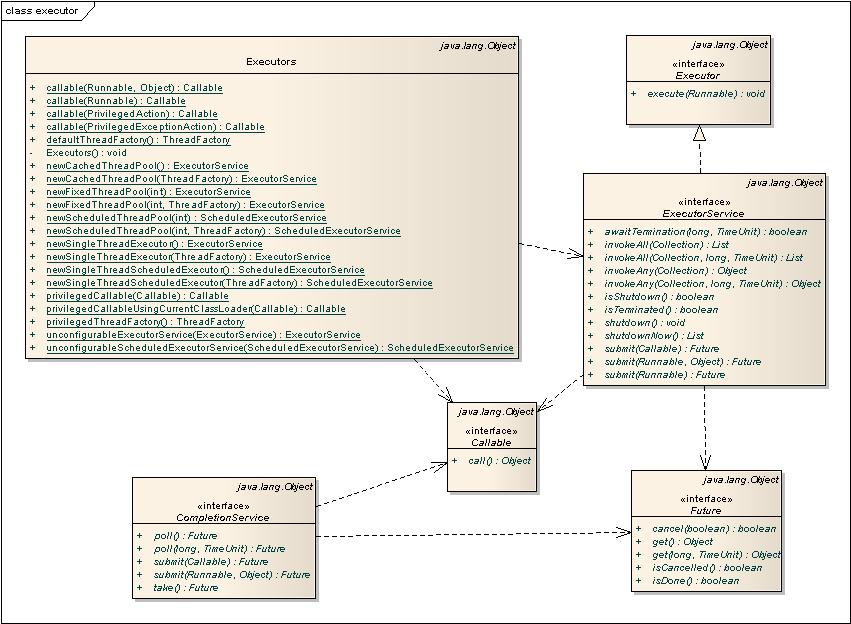 class executor
java.lang.Object
Executors
+ callable(Runnable, Object) : Callable
+ callable(Runnable) : Callable
+ callable(PrivilegedAction) : Callable
+ callable(PrivilegedExceptionAction) : Callable
+ defaultThreadFactory() : ThreadFactory
- Executors() : void
+ newCachedThreadPool() : ExecutorService
+ newCachedThreadPool(ThreadFactory) : ExecutorService
+ newFixedThreadPool(int) : ExecutorService
+ newFixedThreadPool(int, ThreadFactory) : ExecutorService
+ newScheduledThreadPool(int) : ScheduledExecutorService
+ newScheduledThreadPool(int, ThreadFactory) : ScheduledExecutorService
+ newSingleThreadExecutor() : ExecutorService
+ newSingleThreadExecutor(ThreadFactory) : ExecutorService
+ newSingleThreadScheduledExecutor() : ScheduledExecutorService
+ newSingleThreadScheduledExecutor(ThreadFactory) : ScheduledExecutorService
+ privilegedCallable(Callable) : Callable
+ privilegedCallableUsingCurrentClassLoader(Callable) : Callable
+ privilegedThreadFactory() : ThreadFactory
+ unconfigurableExecutorService(ExecutorService) : ExecutorService
+ unconfigurableScheduledExecutorService(ScheduledExecutorService) : ScheduledExecutorService
java.lang.Object
«interface»
Executor
+ execute(Runnable) : void
java.lang.Object
«interface»
ExecutorService
+ awaitTermination(long, TimeUnit) : boolean
+ invokeAll(Collection) : List
+ invokeAll(Collection, long, TimeUnit) : List
+ invokeAny(Collection) : Object
+ invokeAny(Collection, long, TimeUnit) : Object
+ isShutdown() : boolean
+ isTerminated() : boolean
+ shutdown() : void
+ shutdownNow() : List
+ submit(Callable) : Future
+ submit(Runnable, Object) : Future
+ submit(Runnable) : Future
java.lang.Object
«interface»
Callable
+ call() : Object
java.lang.Object
«interface»
CompletionService
+ poll() : Future
+ poll(long, TimeUnit) : Future
+ submit(Callable) : Future
+ submit(Runnable, Object) : Future
+ take() : Future
java.lang.Object
«interface»
Future
+ cancel(boolean) : boolean
+ get() : Object
+ get(long, TimeUnit) : Object
+ isCancelled() : boolean
+ isDone() : boolean